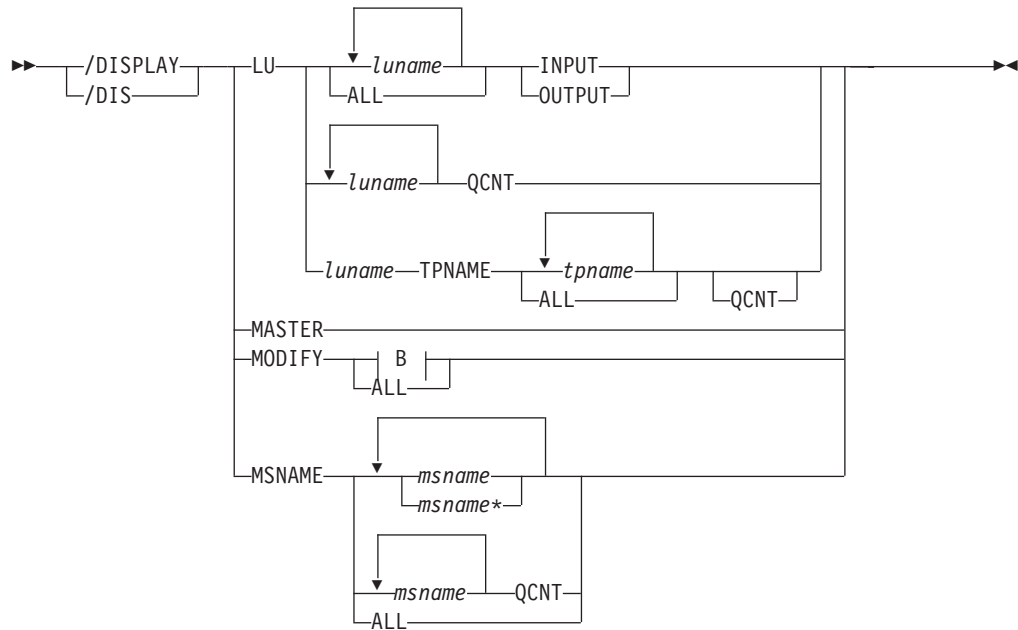 /DISPLAY LU luname INPUT
/DIS ALL OUTPUT
luname QCNT
luname TPNAME tpname
ALL QCNT
MASTER
MODIFY B
ALL
MSNAME msname
msname*
msname QCNT
ALL